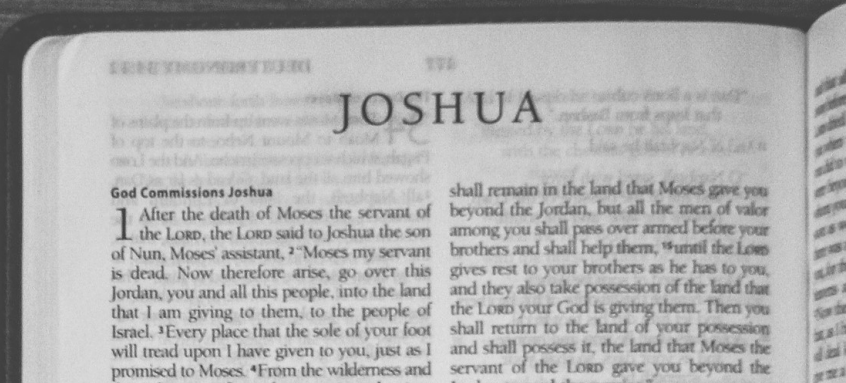 JOSHUA
God Commissions Joshua
1 After the death of Moses the servant of
the LORD, the LORD said to Joshua the son
of Nun, Moses' assistant, 2 "Moses my servant
is dead. Now therefore arise, go over this
Jordan, you and all this people, into the land
that I am giving to them, to the people of
Israel. 3 Every place that the sole of your foot
will tread upon I have given to you, just as I
promised to Moses. 4 From the wilderness and
shall remain in the land that Moses gave you
beyond the Jordan, but all the men of valor
among you shall pass over armed before your
brothers and shall help them, 15 until the LORD
gives rest to your brothers as he has to you,
and they also take possession of the land that
the LORD your God is giving them. Then you
shall return to the land of your possession
and shall possess it, the land that Moses the
servant of the LORD gave you beyond the